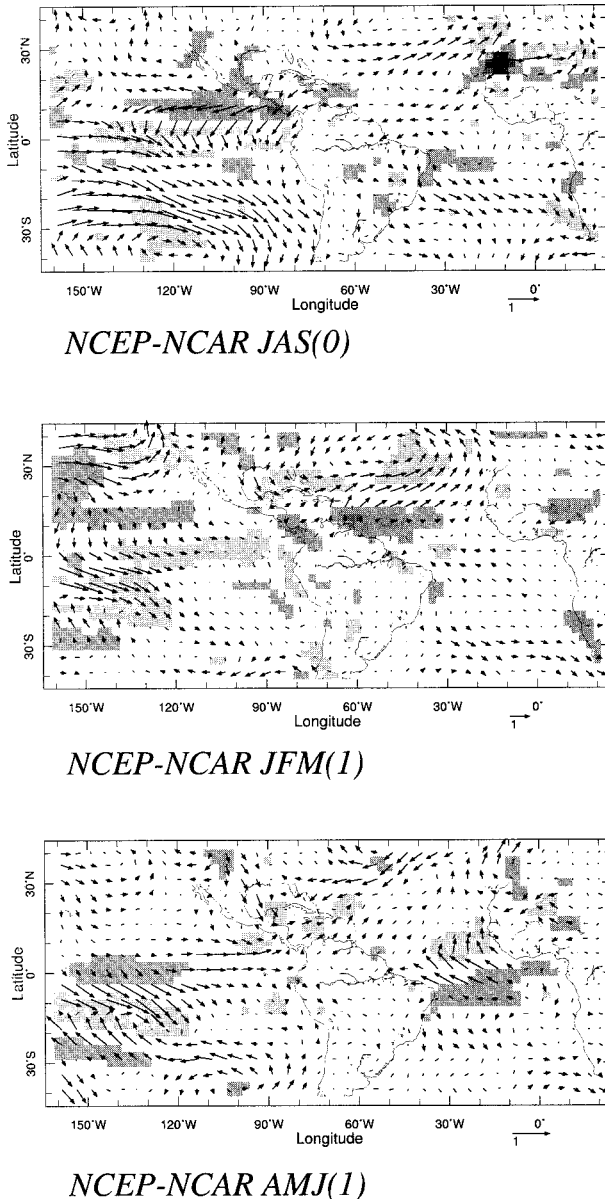 30˚N
0˚
30˚S
Latitude
150˚W 120˚W 90˚W 60˚W 30˚W 0˚
Longitude
1
NCEP-NCAR JAS(0)
30˚N
0˚
30˚S
Latitude
150˚W 120˚W 90˚W 60˚W 30˚W 0˚
Longitude
1
NCEP-NCAR JFM(1)
30˚N
0˚
30˚S
Latitude
150˚W 120˚W 90˚W 60˚W 30˚W 0˚
Longitude
1
NCEP-NCAR AMJ(1)